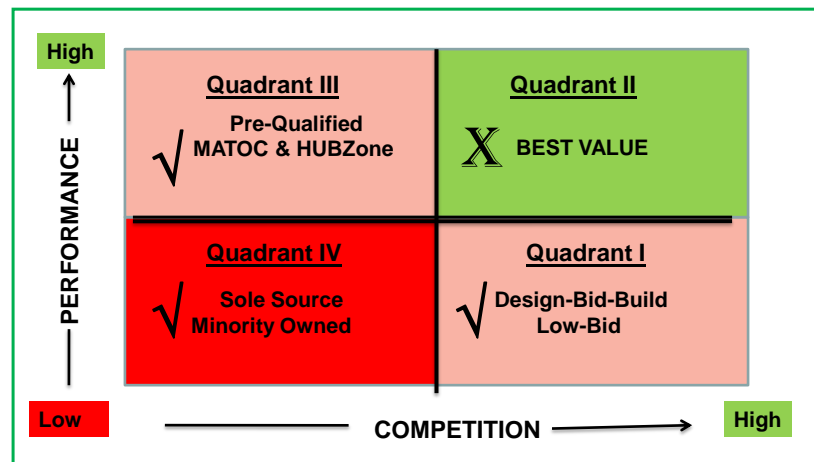 High
PERFORMANCE
Quadrant III
√ Pre-Qualified
MATOC & HUBZone
Quadrant II
X BEST VALUE
Quadrant IV
√ Sole Source
Minority Owned
Quadrant I
√ Design-Bid-Build
Low-Bid
Low
COMPETITION
High